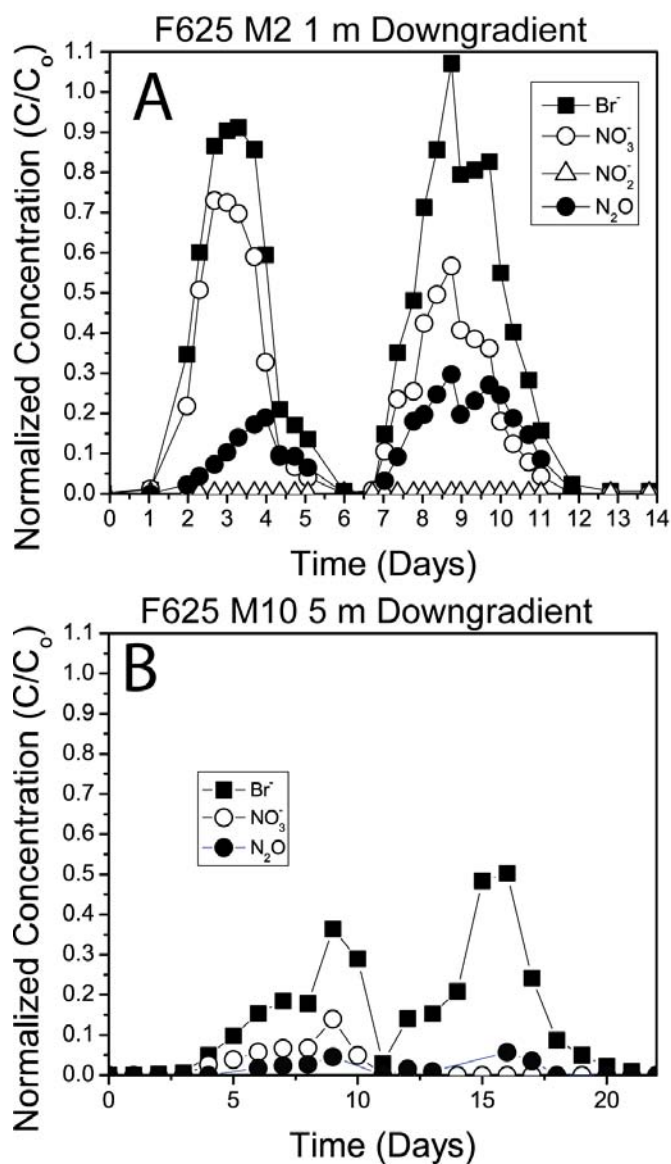 F625 M2 1 m Downgradient
A
Normalized Concentration (C/Cₒ)
1.1
1.0
0.9
0.8
0.7
0.6
0.5
0.4
0.3
0.2
0.1
0.0
Br⁻
NO₃⁻
NO₂⁻
N₂O
0 1 2 3 4 5 6 7 8 9 10 11 12 13 14
Time (Days)
F625 M10 5 m Downgradient
B
Normalized Concentration (C/Cₒ)
1.1
1.0
0.9
0.8
0.7
0.6
0.5
0.4
0.3
0.2
0.1
0.0
Br⁻
NO₃⁻
N₂O
0 5 10 15 20
Time (Days)